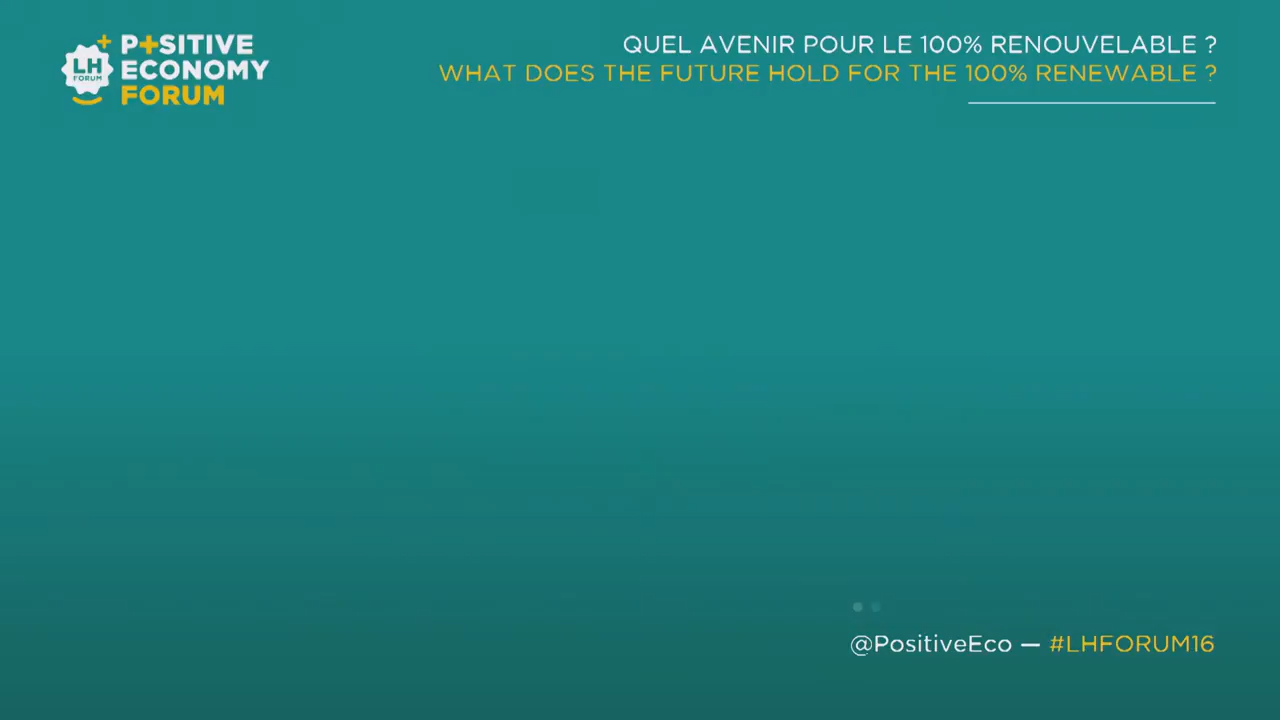 LH
FORUM
P+SITIVE
ECONOMY
FORUM
QUEL AVENIR POUR LE 100% RENOUVELABLE ?
WHAT DOES THE FUTURE HOLD FOR THE 100% RENEWABLE ?
@PositiveEco — #LHFORUM16